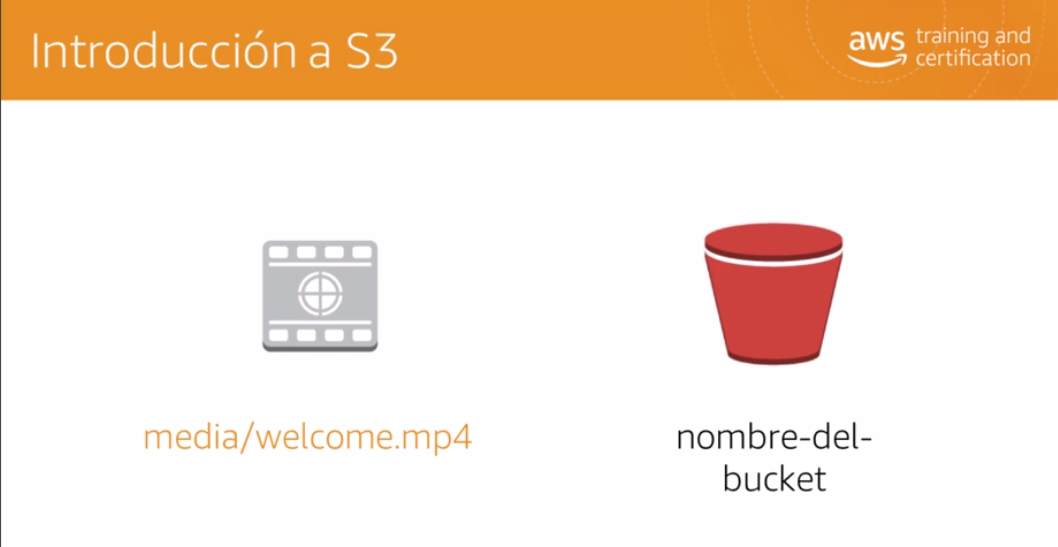 Introducción a S3
aws training and
certification
media/welcome.mp4
nombre-del-
bucket